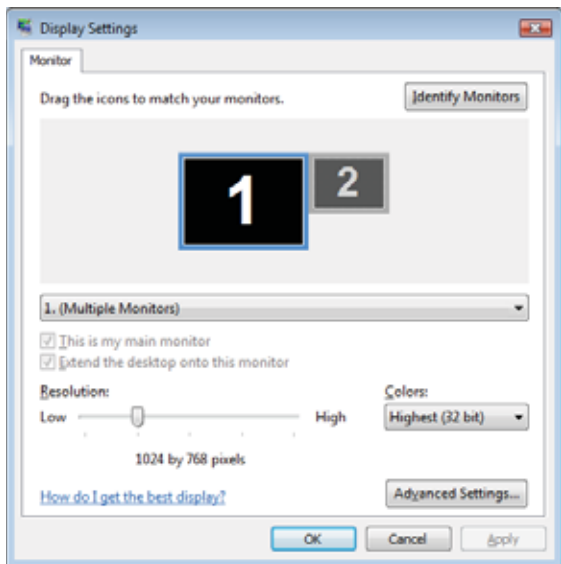 Display Settings
Monitor
Drag the icons to match your monitors.
Identify Monitors
1
2
1. (Multiple Monitors)
This is my main monitor
Extend the desktop onto this monitor
Resolution:
Colors:
Low
High
Highest (32 bit)
1024 by 768 pixels
How do I get the best display?
Advanced Settings...
OK
Cancel
Apply